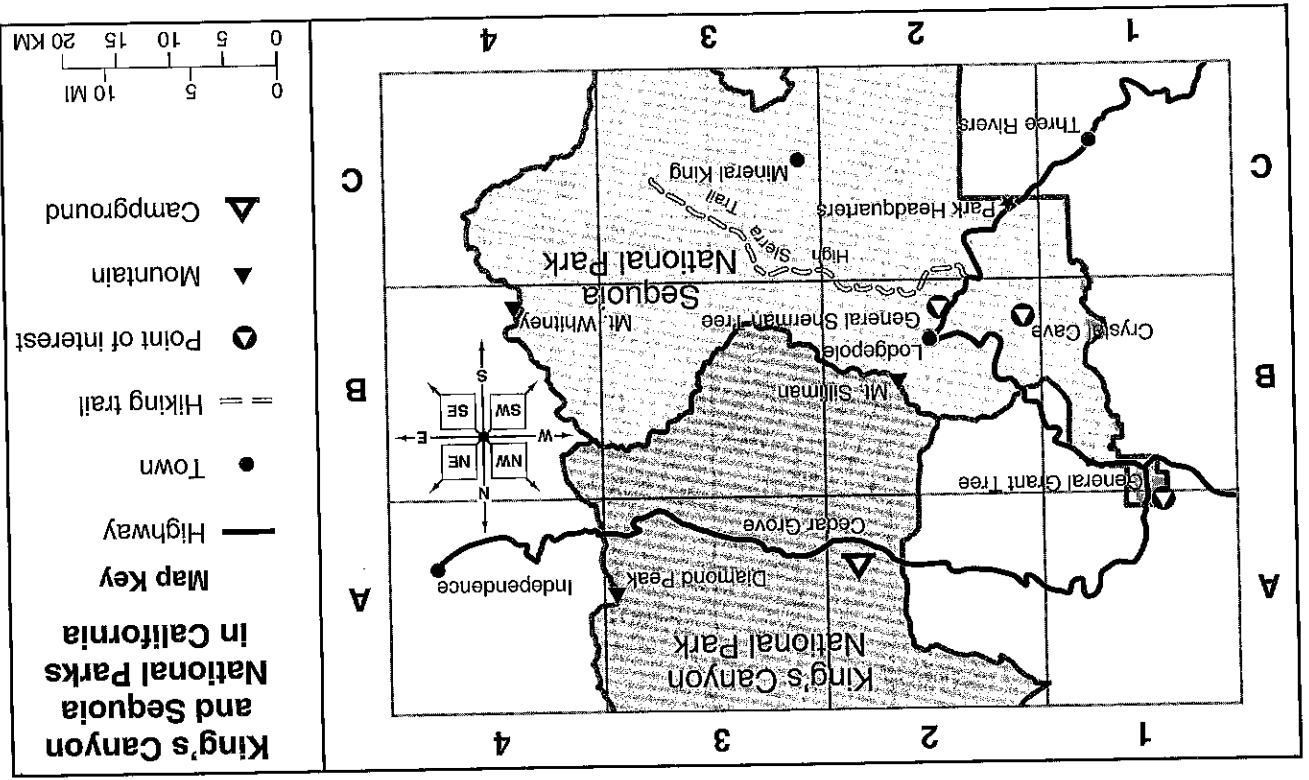 King's Canyon
and Sequoia
National Parks
in California
Map Key
Highway
Town
Hiking trail
Point of interest
Mountain
Campground
0 5 10 MI
0 5 10 15 20 KM
1 2 3 4
A
B
C
King's Canyon
National Park
Diamond Peak
Independence
Cedar Grove
General Grant Tree
N
NW NE
W E
SW SE
S
Mt. Silliman
Lodgepole
General Sherman Tree
Crystal Cave
Mt. Whitney
Sequoia
National Park
High
Sierra
Trail
Park Headquarters
Mineral King
Three Rivers
A
B
C
1 2 3 4